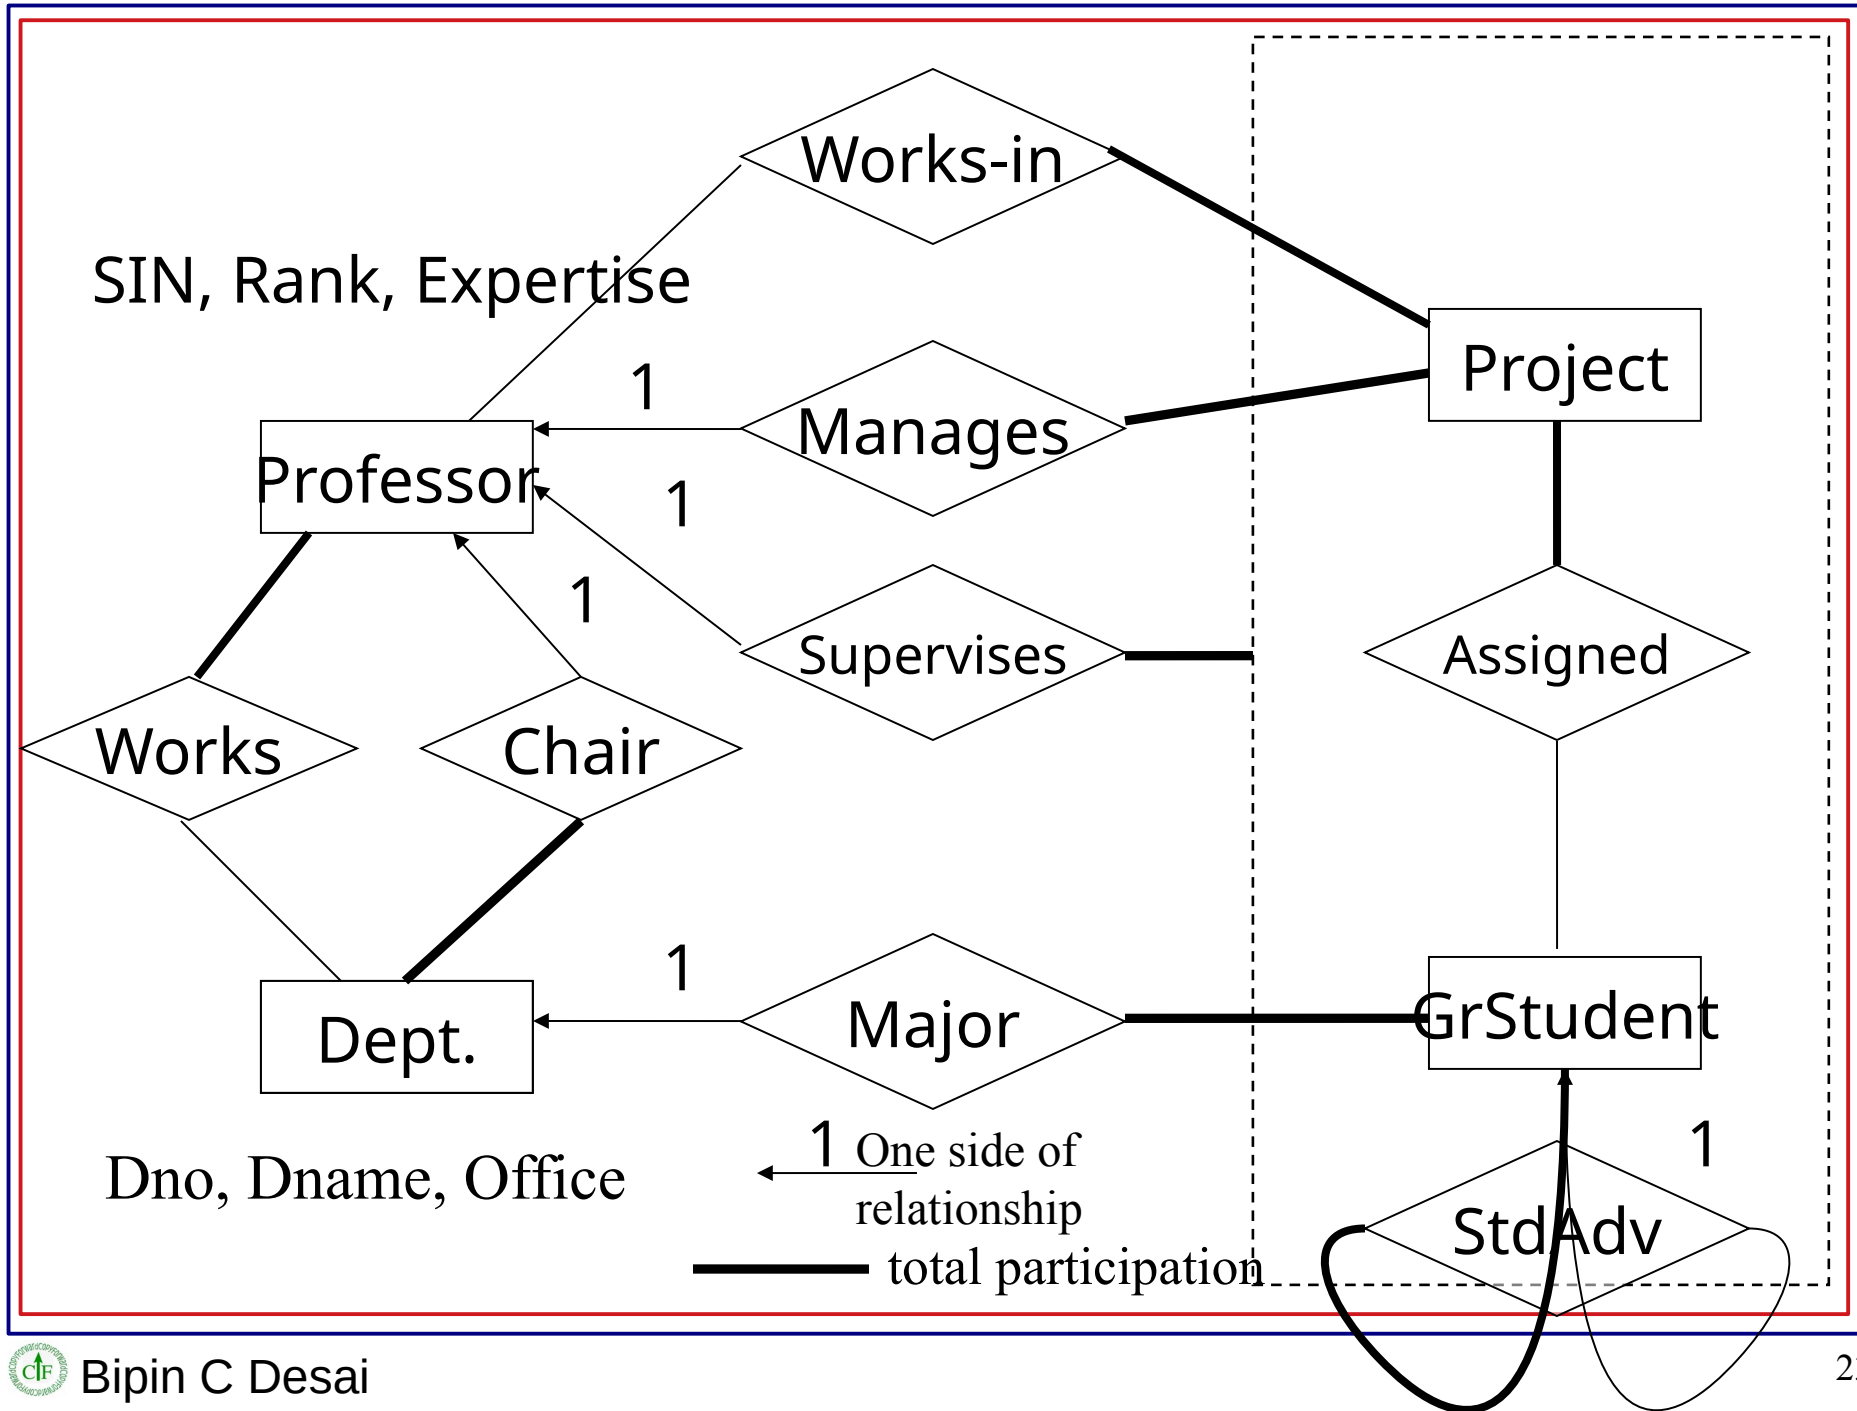 Works-in
SIN, Rank, Expertise
Project
1
Manages
Professor
1
1
Supervises
Assigned
Works
Chair
1
Major
GrStudent
Dept.
1
One side of
relationship
1
Dno, Dname, Office
StdAdv
total participation
CF
Bipin C Desai